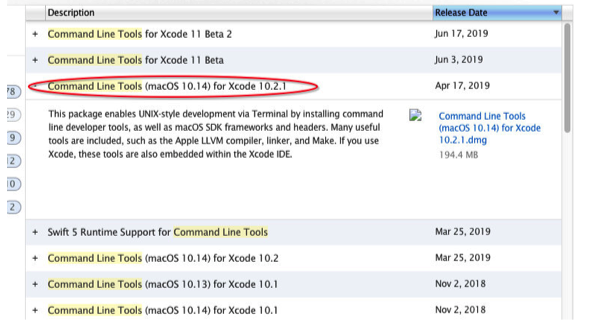 Description Release Date
+ Command Line Tools for Xcode 11 Beta 2 Jun 17, 2019
+ Command Line Tools for Xcode 11 Beta Jun 3, 2019
Command Line Tools (macOS 10.14) for Xcode 10.2.1 Apr 17, 2019
78
29
9
2
0
2
This package enables UNIX-style development via Terminal by installing command
line developer tools, as well as macOS SDK frameworks and headers. Many useful
tools are included, such as the Apple LLVM compiler, linker, and Make. If you use
Xcode, these tools are also embedded within the Xcode IDE.
Command Line Tools
(macOS 10.14) for Xcode
10.2.1.dmg
194.4 MB
+ Swift 5 Runtime Support for Command Line Tools Mar 25, 2019
+ Command Line Tools (macOS 10.14) for Xcode 10.2 Mar 25, 2019
+ Command Line Tools (macOS 10.13) for Xcode 10.1 Nov 2, 2018
+ Command Line Tools (macOS 10.14) for Xcode 10.1 Nov 2, 2018